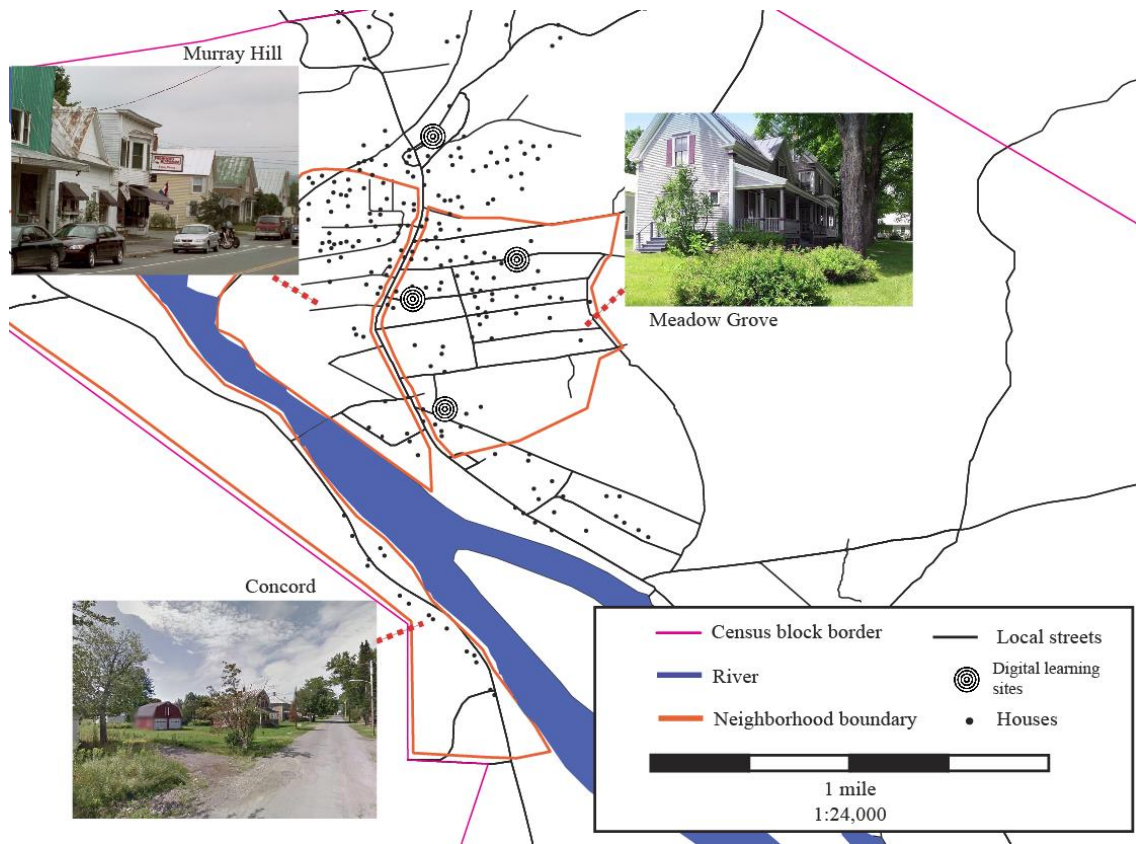 Murray Hill
Meadow Grove
Concord
Census block border
River
Neighborhood boundary
Local streets
Digital learning
sites
Houses
1 mile
1:24,000